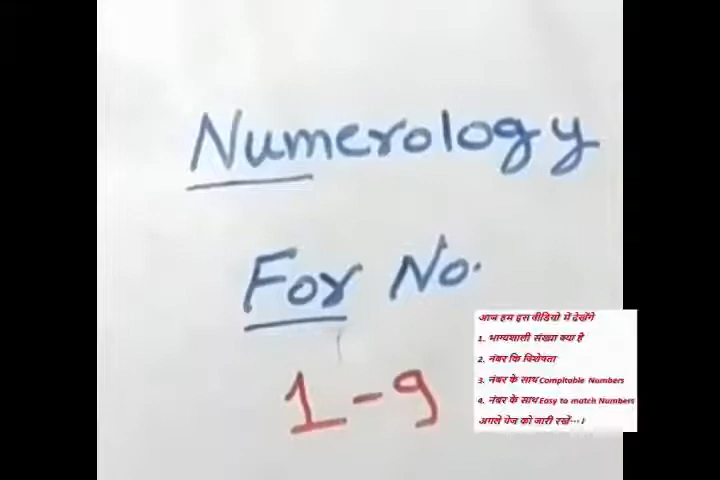 Numerology
For No.
1-9
आज हम इस वीडियो में देखेंगे
1. भाग्यशाली संख्या क्या है
2. नंबर कि विशेषता
3. नंबर के साथ Compitable Numbers
4. नंबर के साथ Easy to match Numbers
अगले पेज को जारी रखें...।